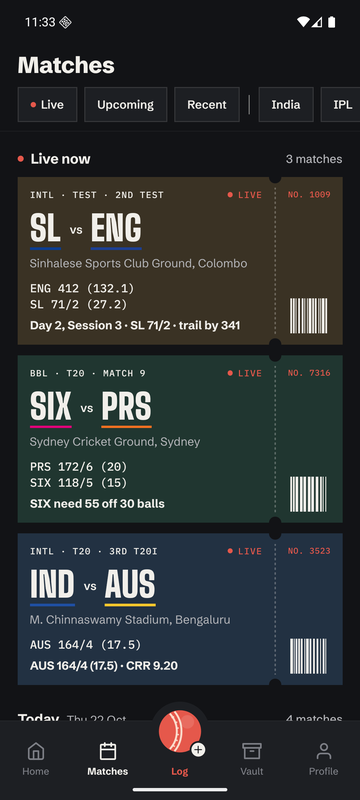 11:33
Matches
Live
Upcoming
Recent
India
IPL
Live now
3 matches
INTL · TEST · 2ND TEST
LIVE
NO. 1009
SL vs ENG
Sinhalese Sports Club Ground, Colombo
ENG 412 (132.1)
SL 71/2 (27.2)
Day 2, Session 3 · SL 71/2 · trail by 341
BBL · T20 · MATCH 9
LIVE
NO. 7316
SIX vs PRS
Sydney Cricket Ground, Sydney
PRS 172/6 (20)
SIX 118/5 (15)
SIX need 55 off 30 balls
INTL · T20 · 3RD T20I
LIVE
NO. 3523
IND vs AUS
M. Chinnaswamy Stadium, Bengaluru
AUS 164/4 (17.5)
AUS 164/4 (17.5) · CRR 9.20
Today Thu 22 Oct
4 matches
Home
Matches
Log
Vault
Profile